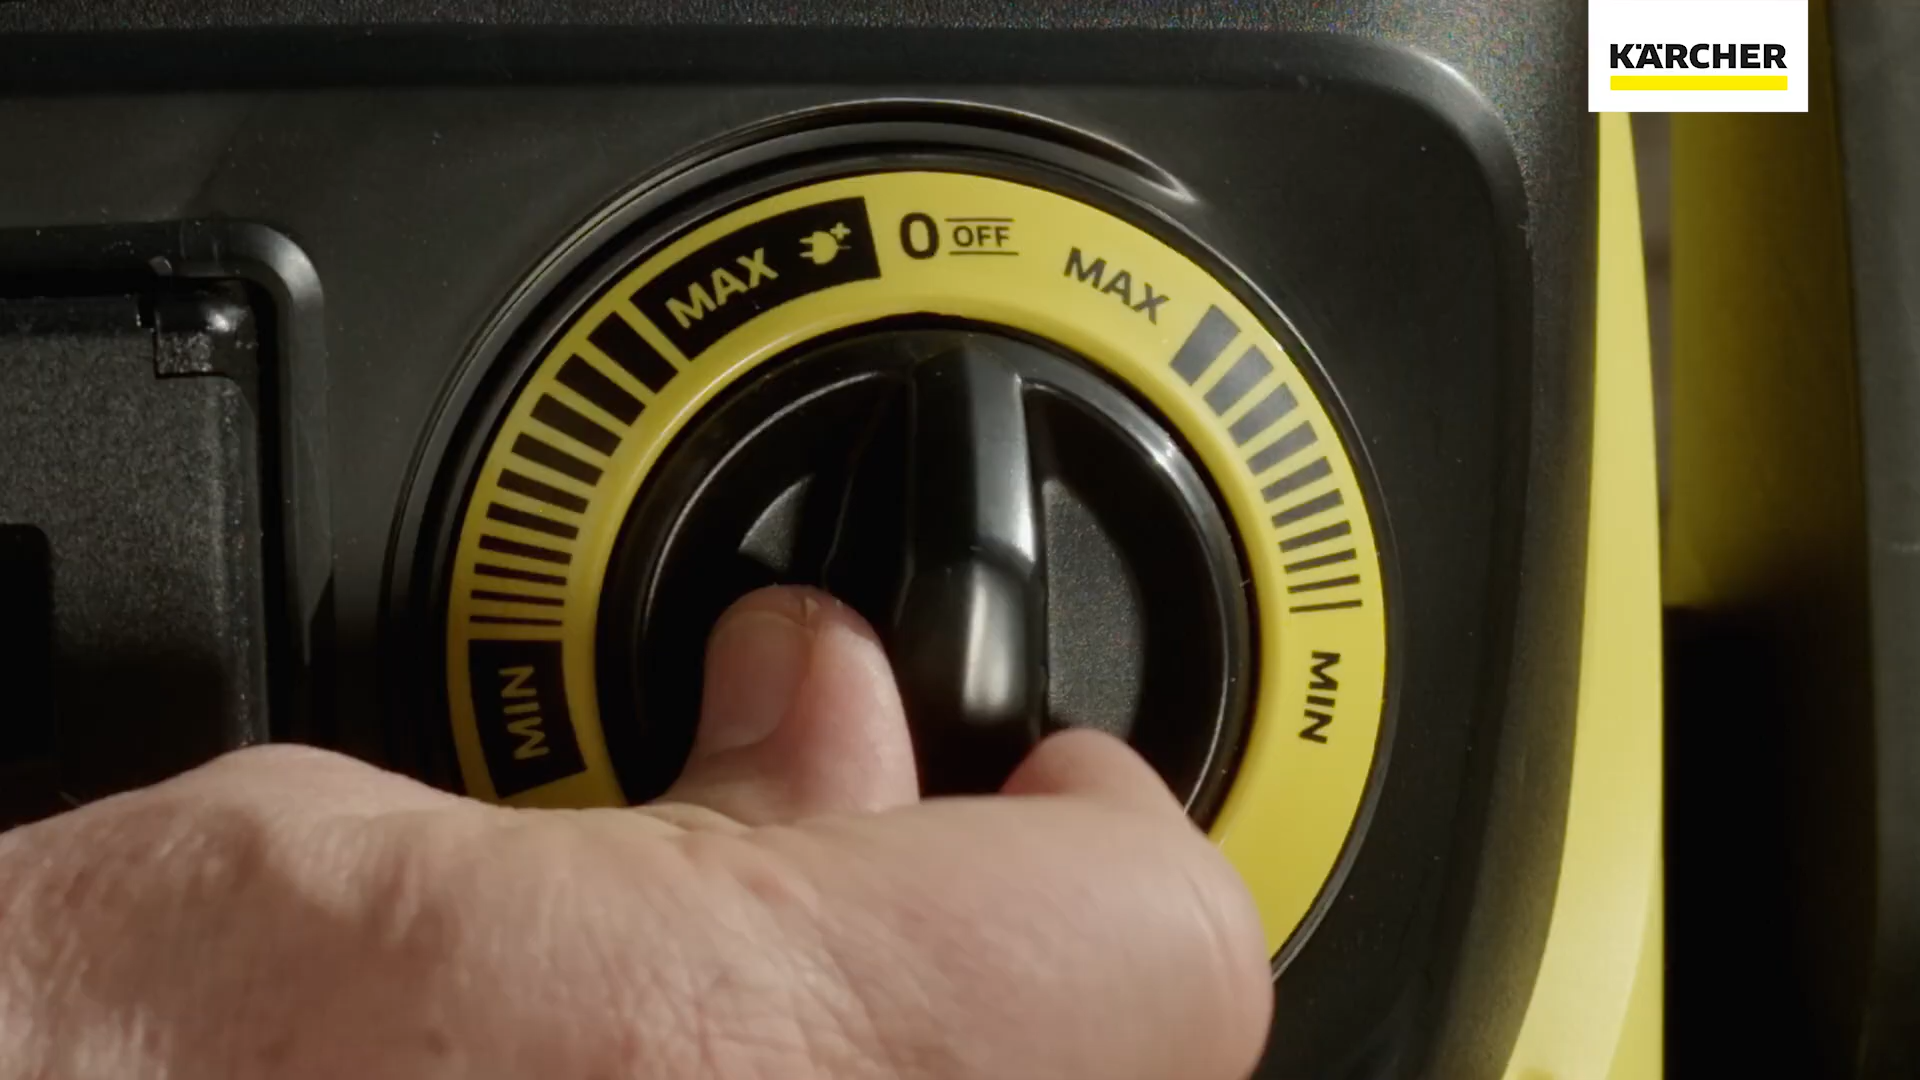 KÄRCHER
MAX
0 OFF
MAX
MIN
MIN